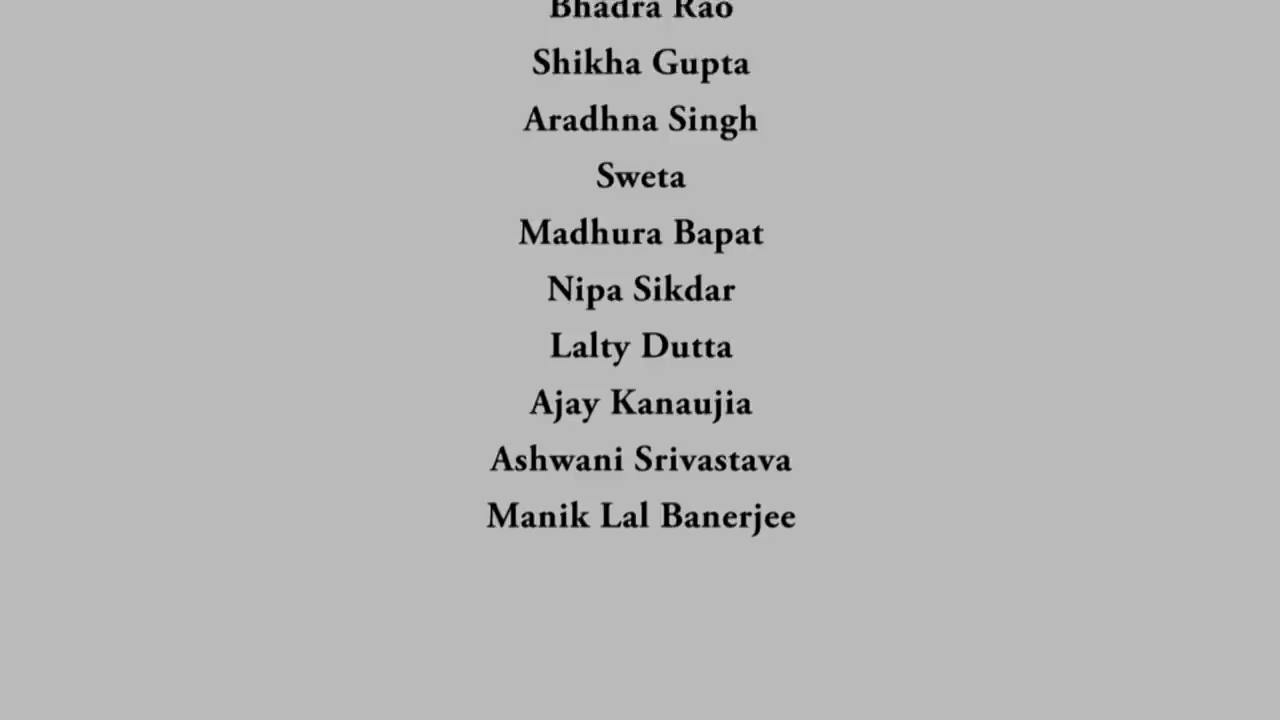 Bhadra Rao
Shikha Gupta
Aradhna Singh
Sweta
Madhura Bapat
Nipa Sikdar
Lalty Dutta
Ajay Kanaujia
Ashwani Srivastava
Manik Lal Banerjee